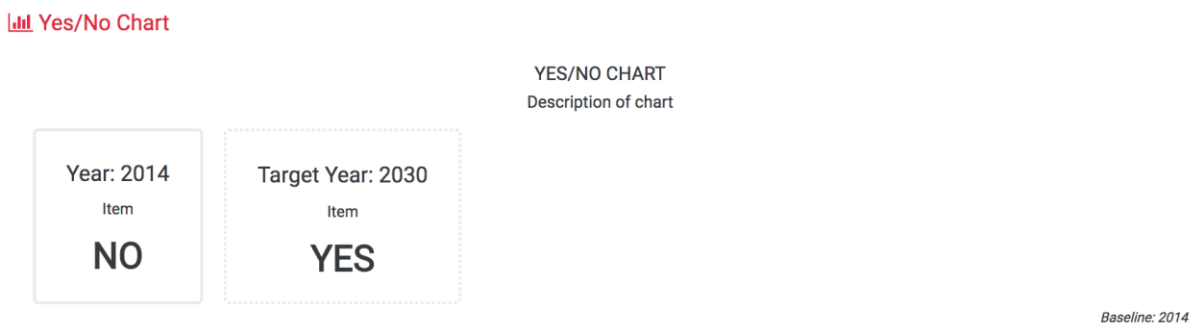 Yes/No Chart
YES/NO CHART
Description of chart
Year: 2014
Item
NO
Target Year: 2030
Item
YES
Baseline: 2014